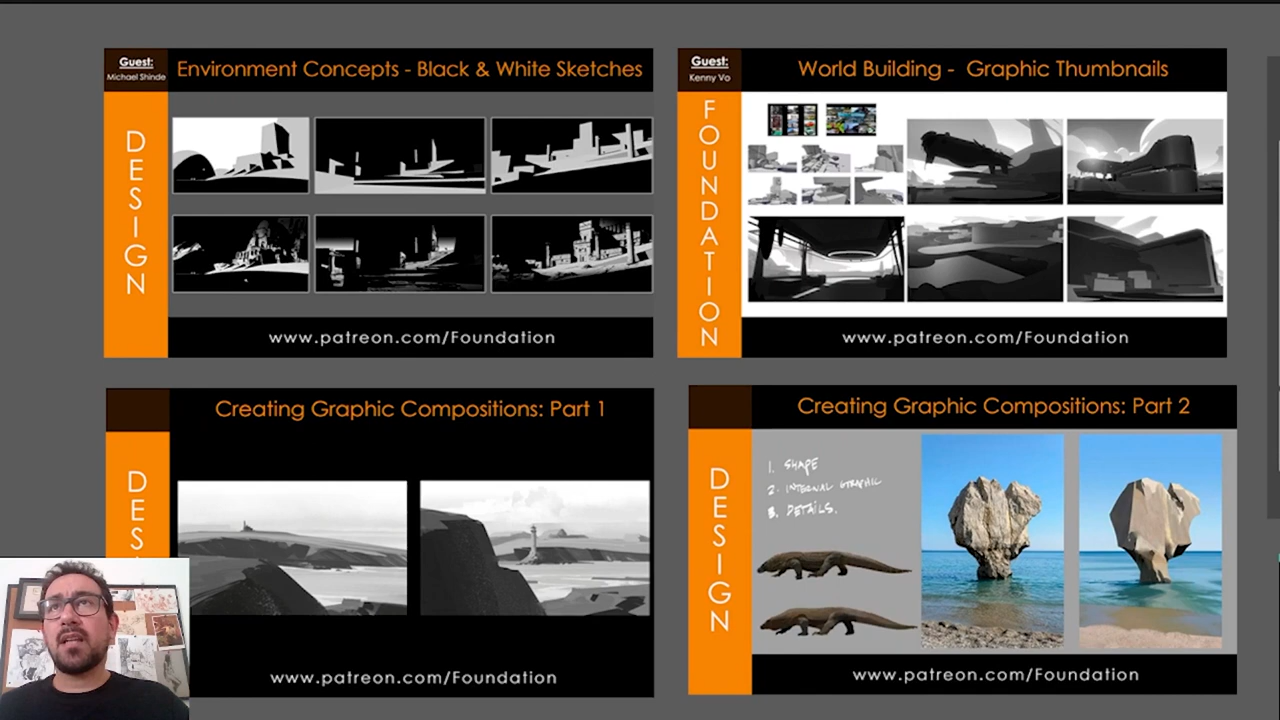 Guest:
Michael Shinde
Environment Concepts - Black & White Sketches
DESIGN
www.patreon.com/Foundation
Guest:
Kenny Vo
World Building - Graphic Thumbnails
FOUNDATION
www.patreon.com/Foundation
Creating Graphic Compositions: Part 1
DES
www.patreon.com/Foundation
Creating Graphic Compositions: Part 2
DESIGN
1. SHAPE
2. INTERNAL GRAPHIC
3. DETAILS.
www.patreon.com/Foundation